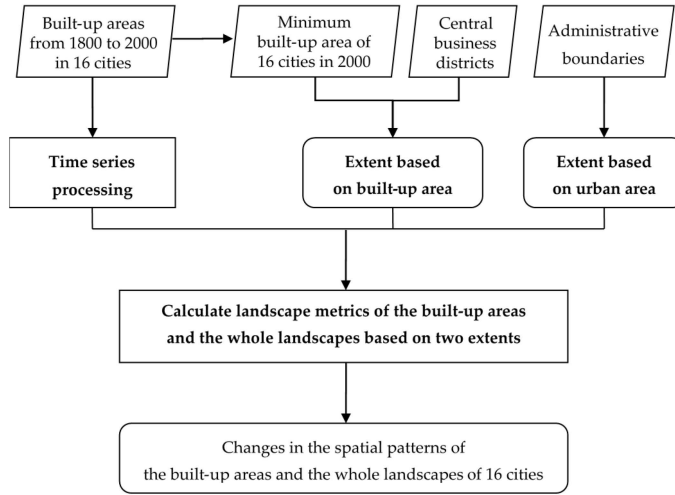 Built-up areas
from 1800 to 2000
in 16 cities
Minimum
built-up area of
16 cities in 2000
Central
business
districts
Administrative
boundaries
Time series
processing
Extent based
on built-up area
Extent based
on urban area
Calculate landscape metrics of the built-up areas
and the whole landscapes based on two extents
Changes in the spatial patterns of
the built-up areas and the whole landscapes of 16 cities